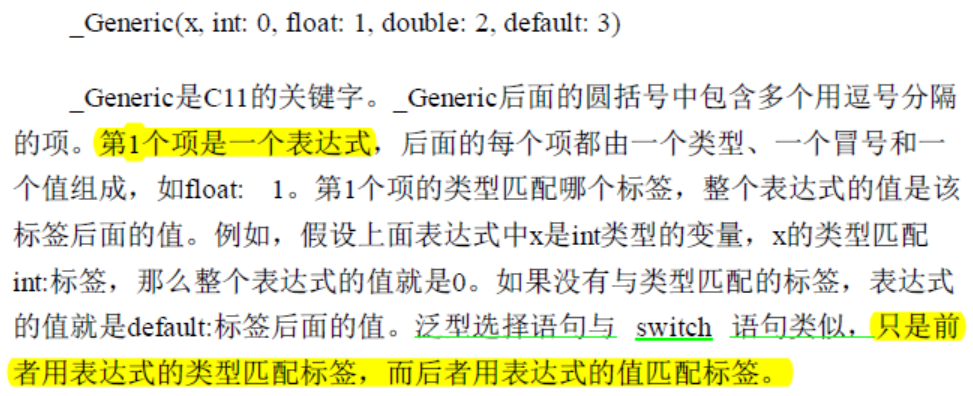 _Generic(x, int: 0, float: 1, double: 2, default: 3)
_Generic是C11的关键字。_Generic后面的圆括号中包含多个用逗号分隔
的项。第1个项是一个表达式，后面的每个项都由一个类型、一个冒号和一
个值组成，如float: 1。第1个项的类型匹配哪个标签，整个表达式的值是该
标签后面的值。例如，假设上面表达式中x是int类型的变量，x的类型匹配
int:标签，那么整个表达式的值就是0。如果没有与类型匹配的标签，表达式
的值就是default:标签后面的值。泛型选择语句与 switch 语句类似，只是前
者用表达式的类型匹配标签，而后者用表达式的值匹配标签。